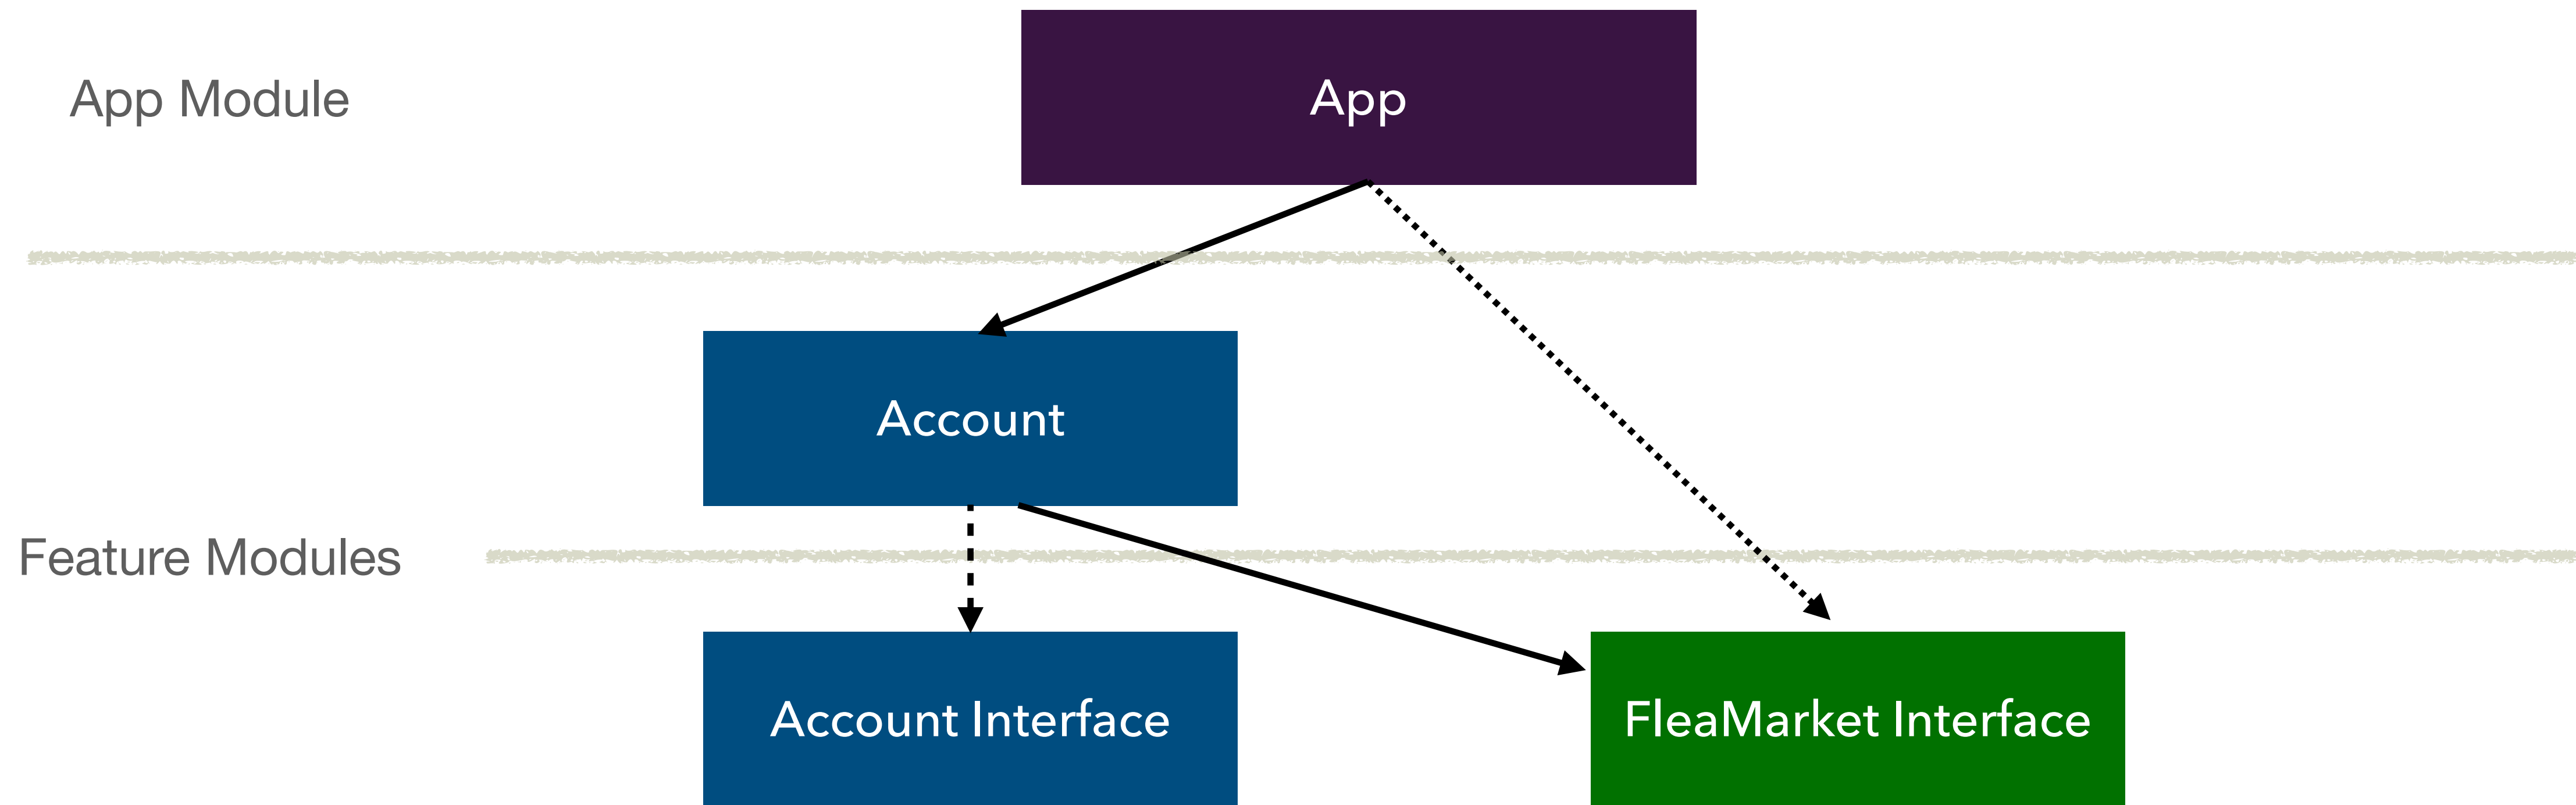 App Module
App
Account
Feature Modules
Account Interface
FleaMarket Interface